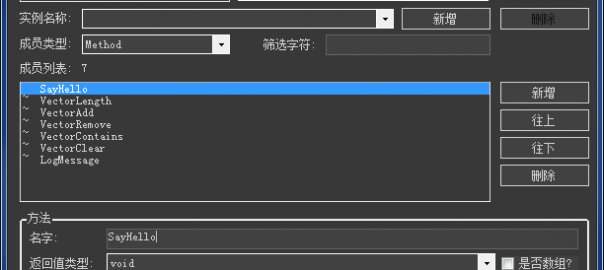 实例名称: 新增 删除
成员类型: Method 筛选字符:
成员列表: 7
SayHello
~ VectorLength
~ VectorAdd
~ VectorRemove
~ VectorContains
~ VectorClear
~ LogMessage
新增
往上
往下
删除
方法
名字: SayHello
返回值类型: void 是否数组?